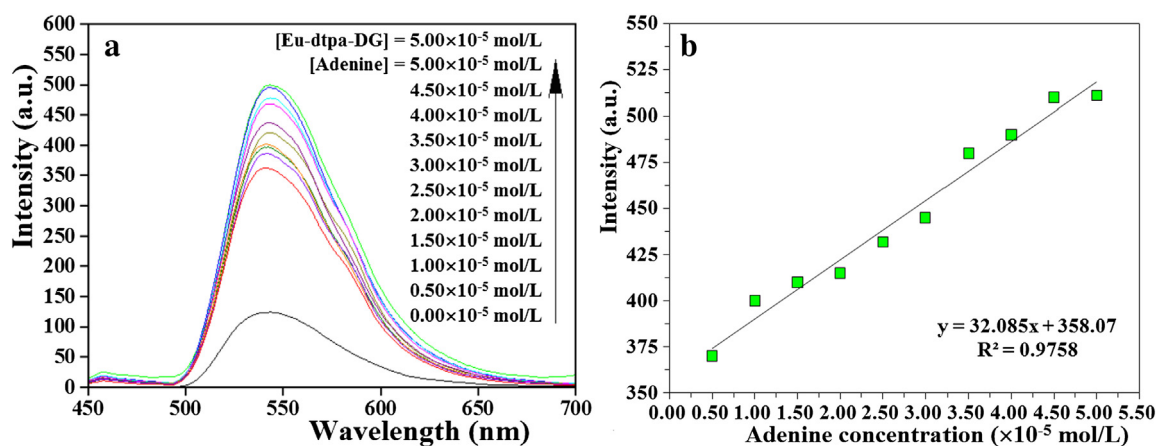 a
[Eu-dtpa-DG] = 5.00×10⁻⁵ mol/L
[Adenine] = 5.00×10⁻⁵ mol/L
4.50×10⁻⁵ mol/L
4.00×10⁻⁵ mol/L
3.50×10⁻⁵ mol/L
3.00×10⁻⁵ mol/L
2.50×10⁻⁵ mol/L
2.00×10⁻⁵ mol/L
1.50×10⁻⁵ mol/L
1.00×10⁻⁵ mol/L
0.50×10⁻⁵ mol/L
0.00×10⁻⁵ mol/L
Intensity (a.u.)
600
550
500
450
400
350
300
250
200
150
100
50
0
450 500 550 600 650 700
Wavelength (nm)
b
Intensity (a.u.)
550
525
500
475
450
425
400
375
350
y = 32.085x + 358.07
R² = 0.9758
0.00 0.50 1.00 1.50 2.00 2.50 3.00 3.50 4.00 4.50 5.00 5.50
Adenine concentration (×10⁻⁵ mol/L)